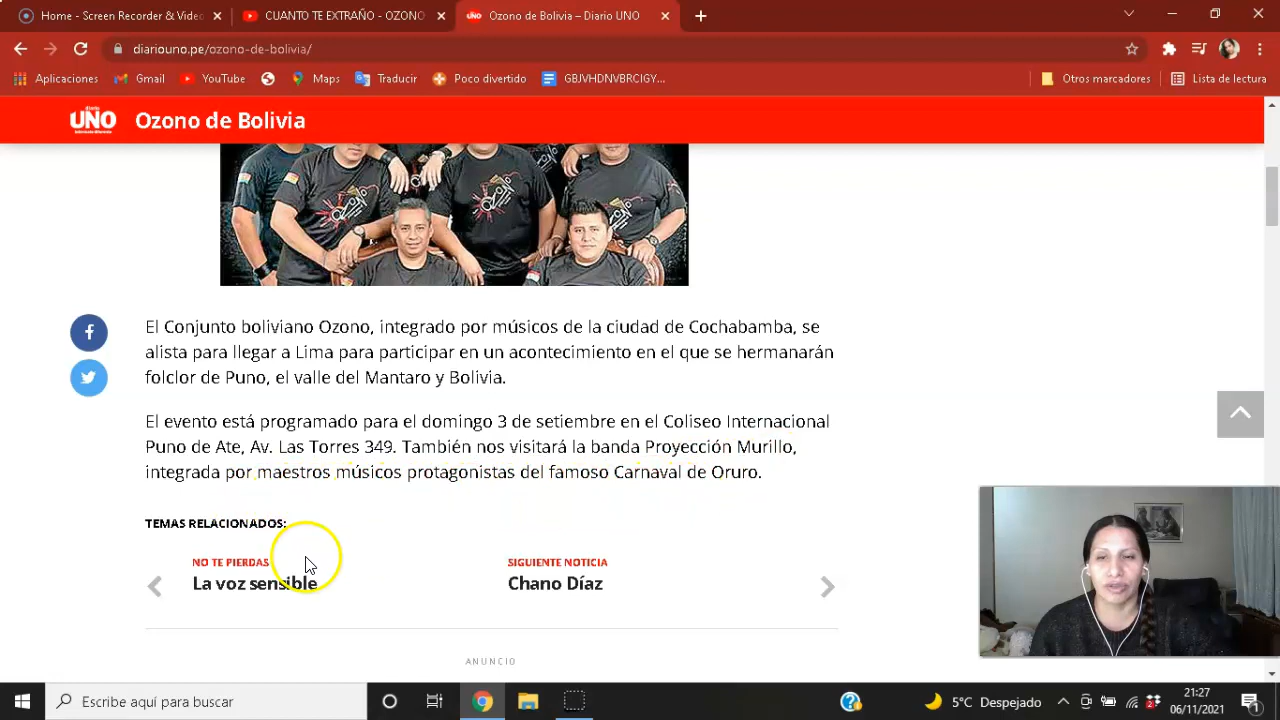 Home - Screen Recorder & Video
CUANTO TE EXTRAÑO - OZONO
Ozono de Bolivia – Diario UNO
diariouno.pe/ozono-de-bolivia/
Aplicaciones
Gmail
YouTube
Maps
Traducir
Poco divertido
GBJVHDNVBRCIGY...
Otros marcadores
Lista de lectura
diario
UNO
Ozono de Bolivia
El Conjunto boliviano Ozono, integrado por músicos de la ciudad de Cochabamba, se
alista para llegar a Lima para participar en un acontecimiento en el que se hermanarán
folclor de Puno, el valle del Mantaro y Bolivia.
El evento está programado para el domingo 3 de setiembre en el Coliseo Internacional
Puno de Ate, Av. Las Torres 349. También nos visitará la banda Proyección Murillo,
integrada por maestros músicos protagonistas del famoso Carnaval de Oruro.
TEMAS RELACIONADOS:
NO TE PIERDAS
La voz sensible
SIGUIENTE NOTICIA
Chano Díaz
ANUNCIO
Escribe aquí para buscar
5°C Despejado
21:27
06/11/2021